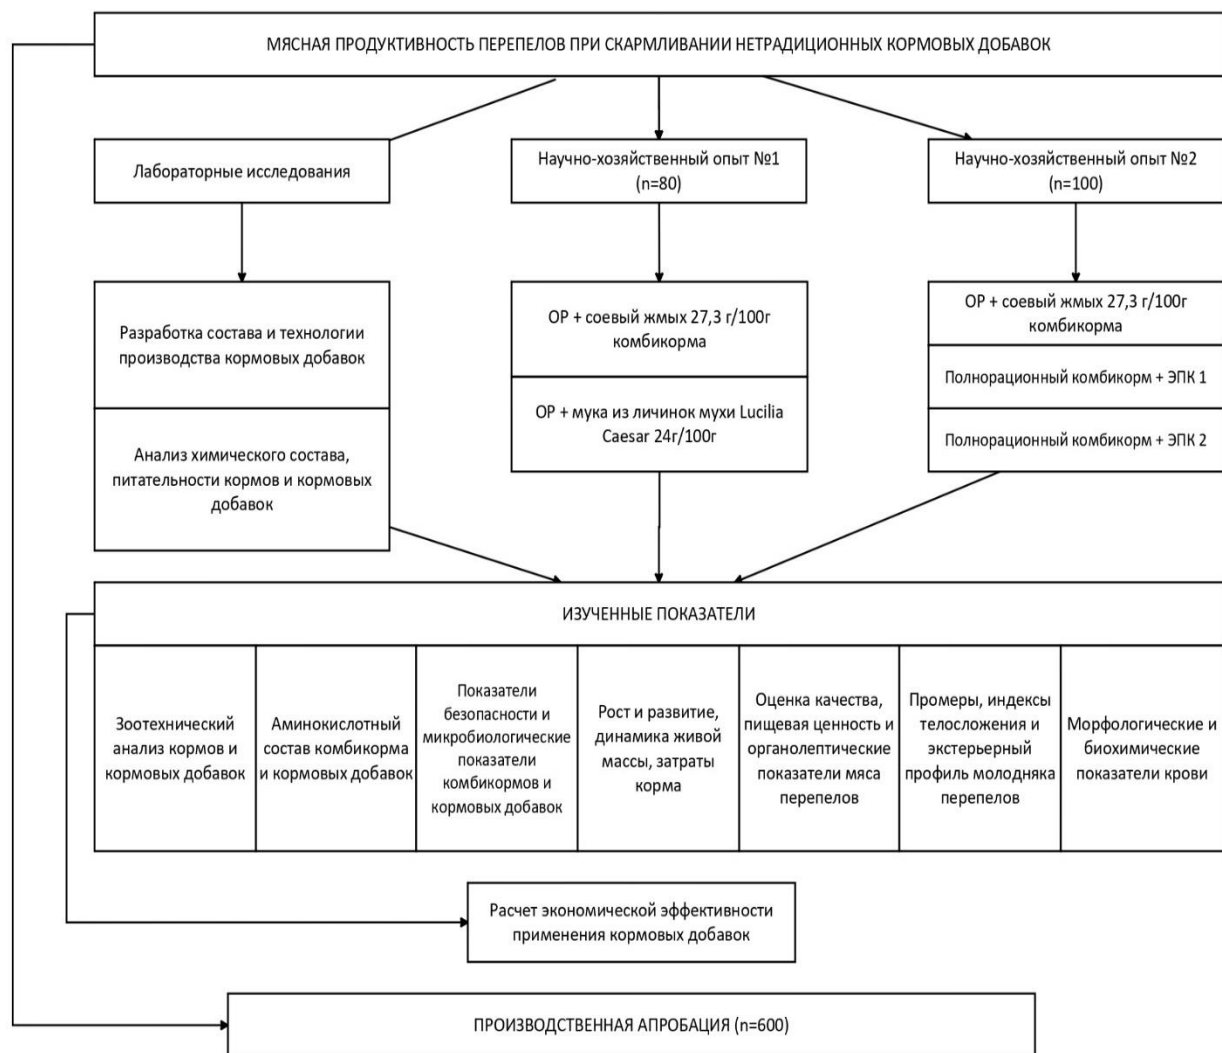 МЯСНАЯ ПРОДУКТИВНОСТЬ ПЕРЕПЕЛОВ ПРИ СКАРМЛИВАНИИ НЕТРАДИЦИОННЫХ КОРМОВЫХ ДОБАВОК
Лабораторные исследования
Научно-хозяйственный опыт №1
(n=80)
Научно-хозяйственный опыт №2
(n=100)
Разработка состава и технологии
производства кормовых добавок
Анализ химического состава,
питательности кормов и кормовых
добавок
ОР + соевый жмых 27,3 г/100г
комбикорма
ОР + мука из личинок мухи Lucilia
Caesar 24г/100г
ОР + соевый жмых 27,3 г/100г
комбикорма
Полнорационный комбикорм + ЭПК 1
Полнорационный комбикорм + ЭПК 2
ИЗУЧЕННЫЕ ПОКАЗАТЕЛИ
Зоотехнический
анализ кормов и
кормовых добавок
Аминокислотный
состав комбикорма
и кормовых добавок
Показатели
безопасности и
микробиологические
показатели
комбикормов и
кормовых добавок
Рост и развитие,
динамика живой
массы, затраты
корма
Оценка качества,
пищевая ценность и
органолептические
показатели мяса
перепелов
Промеры, индексы
телосложения и
экстерьерный
профиль молодняка
перепелов
Морфологические и
биохимические
показатели крови
Расчет экономической эффективности
применения кормовых добавок
ПРОИЗВОДСТВЕННАЯ АПРОБАЦИЯ (n=600)